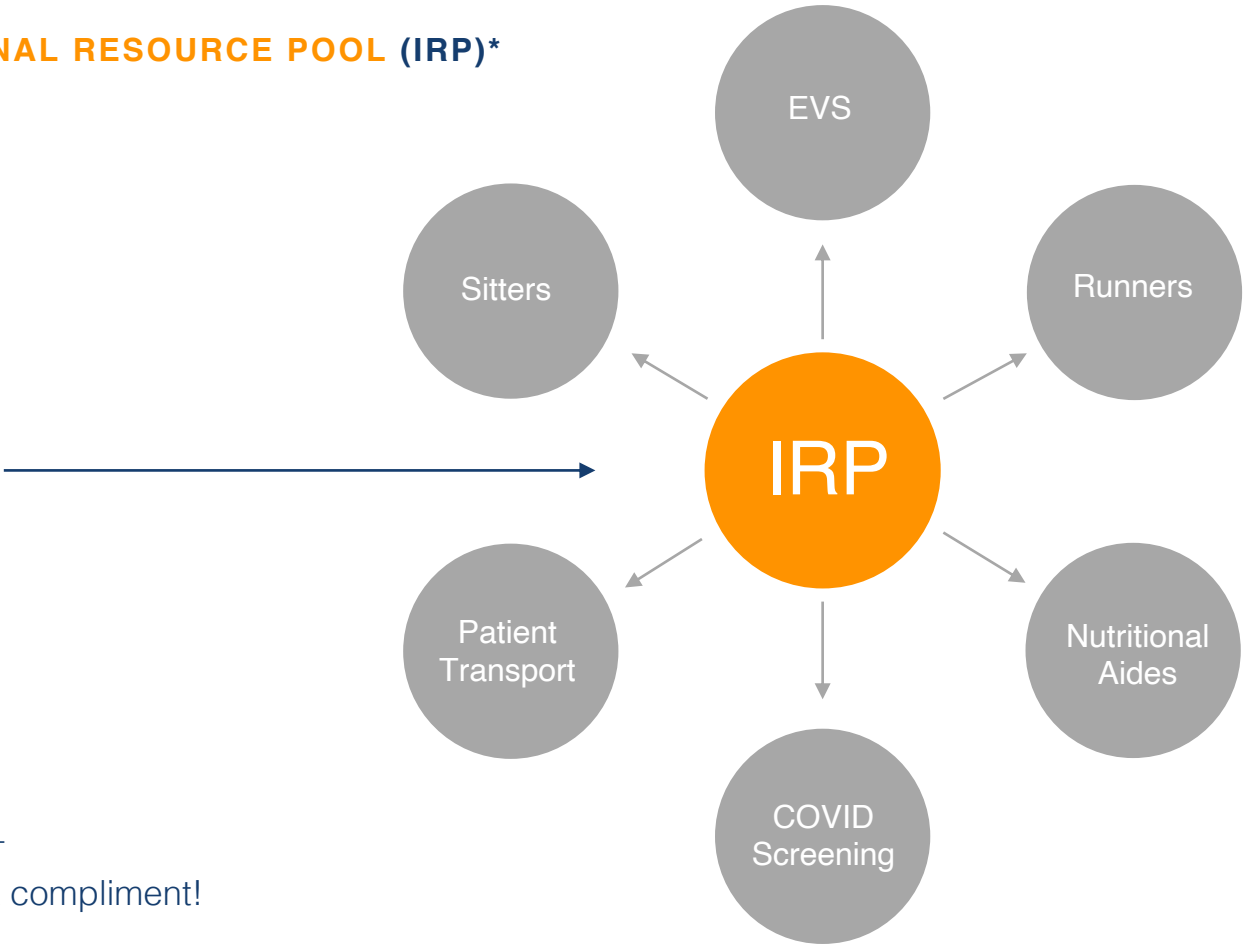 NAL RESOURCE POOL (IRP)*
EVS
Sitters
Runners
IRP
Patient
Transport
Nutritional
Aides
COVID
Screening
compliment!